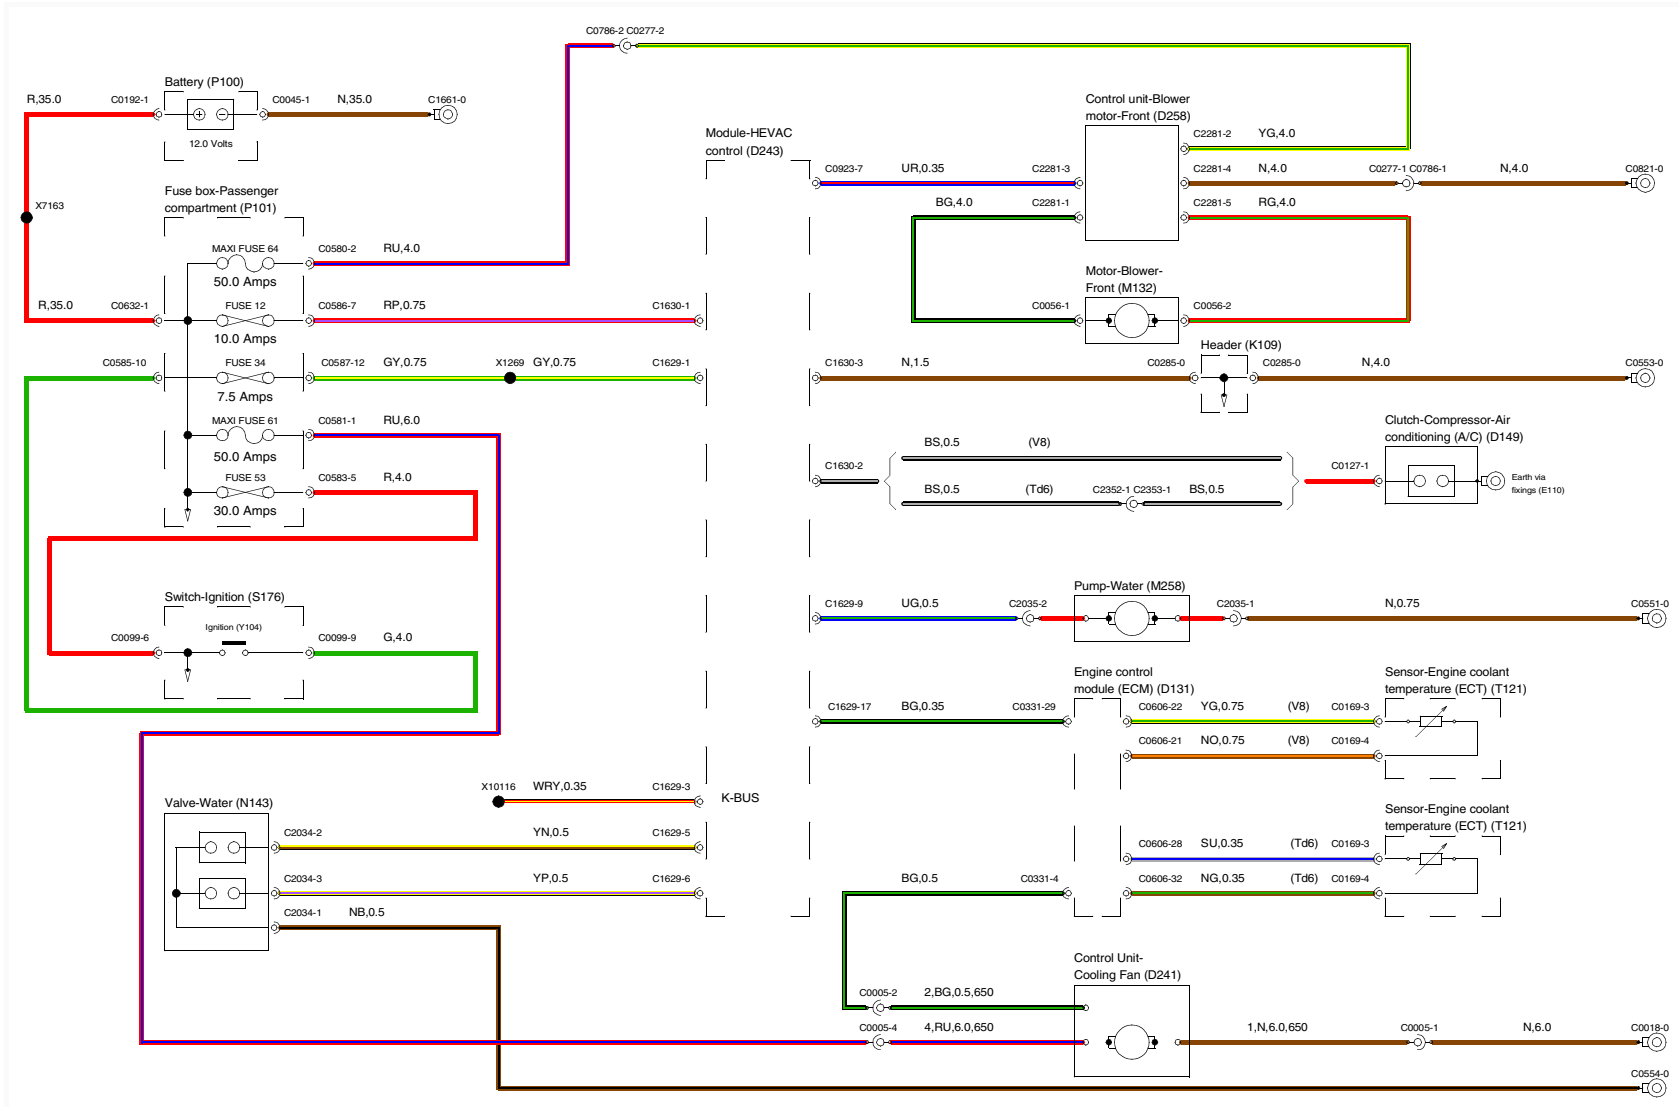 C0786-2 C0277-2
Battery (P100)
R,35.0
C0192-1
C0045-1
N,35.0
C1661-0
12.0 Volts
Control unit-Blower
motor-Front (D258)
C2281-2
YG,4.0
Module-HEVAC
control (D243)
C0923-7
UR,0.35
C2281-3
C2281-4
N,4.0
C0277-1 C0786-1
N,4.0
C0821-0
Fuse box-Passenger
compartment (P101)
X7163
BG,4.0
C2281-1
C2281-5
RG,4.0
MAXI FUSE 64
C0580-2
RU,4.0
50.0 Amps
Motor-Blower-
Front (M132)
R,35.0
C0632-1
FUSE 12
C0586-7
RP,0.75
C1630-1
C0056-1
C0056-2
10.0 Amps
Header (K109)
C0585-10
FUSE 34
C0587-12
GY,0.75
X1269
GY,0.75
C1629-1
C1630-3
N,1.5
C0285-0
C0285-0
N,4.0
C0553-0
7.5 Amps
MAXI FUSE 61
C0581-1
RU,6.0
50.0 Amps
Clutch-Compressor-Air
conditioning (A/C) (D149)
BS,0.5
(V8)
C1630-2
C0127-1
Earth via
fixings (E110)
FUSE 53
C0583-5
R,4.0
30.0 Amps
BS,0.5
(Td6)
C2352-1 C2353-1
BS,0.5
Switch-Ignition (S176)
Ignition (Y104)
C0099-6
C0099-9
G,4.0
Pump-Water (M258)
C1629-9
UG,0.5
C2035-2
C2035-1
N,0.75
C0551-0
Engine control
module (ECM) (D131)
Sensor-Engine coolant
temperature (ECT) (T121)
C1629-17
BG,0.35
C0331-29
C0606-22
YG,0.75
(V8)
C0169-3
C0606-21
NO,0.75
(V8)
C0169-4
X10116
WRY,0.35
C1629-3
K-BUS
Valve-Water (N143)
Sensor-Engine coolant
temperature (ECT) (T121)
C2034-2
YN,0.5
C1629-5
C0606-28
SU,0.35
(Td6)
C0169-3
C2034-3
YP,0.5
C1629-6
BG,0.5
C0331-4
C0606-32
NG,0.35
(Td6)
C0169-4
C2034-1
NB,0.5
Control Unit-
Cooling Fan (D241)
C0005-2
2,BG,0.5,650
C0005-4
4,RU,6.0,650
1,N,6.0,650
C0005-1
N,6.0
C0018-0
C0554-0